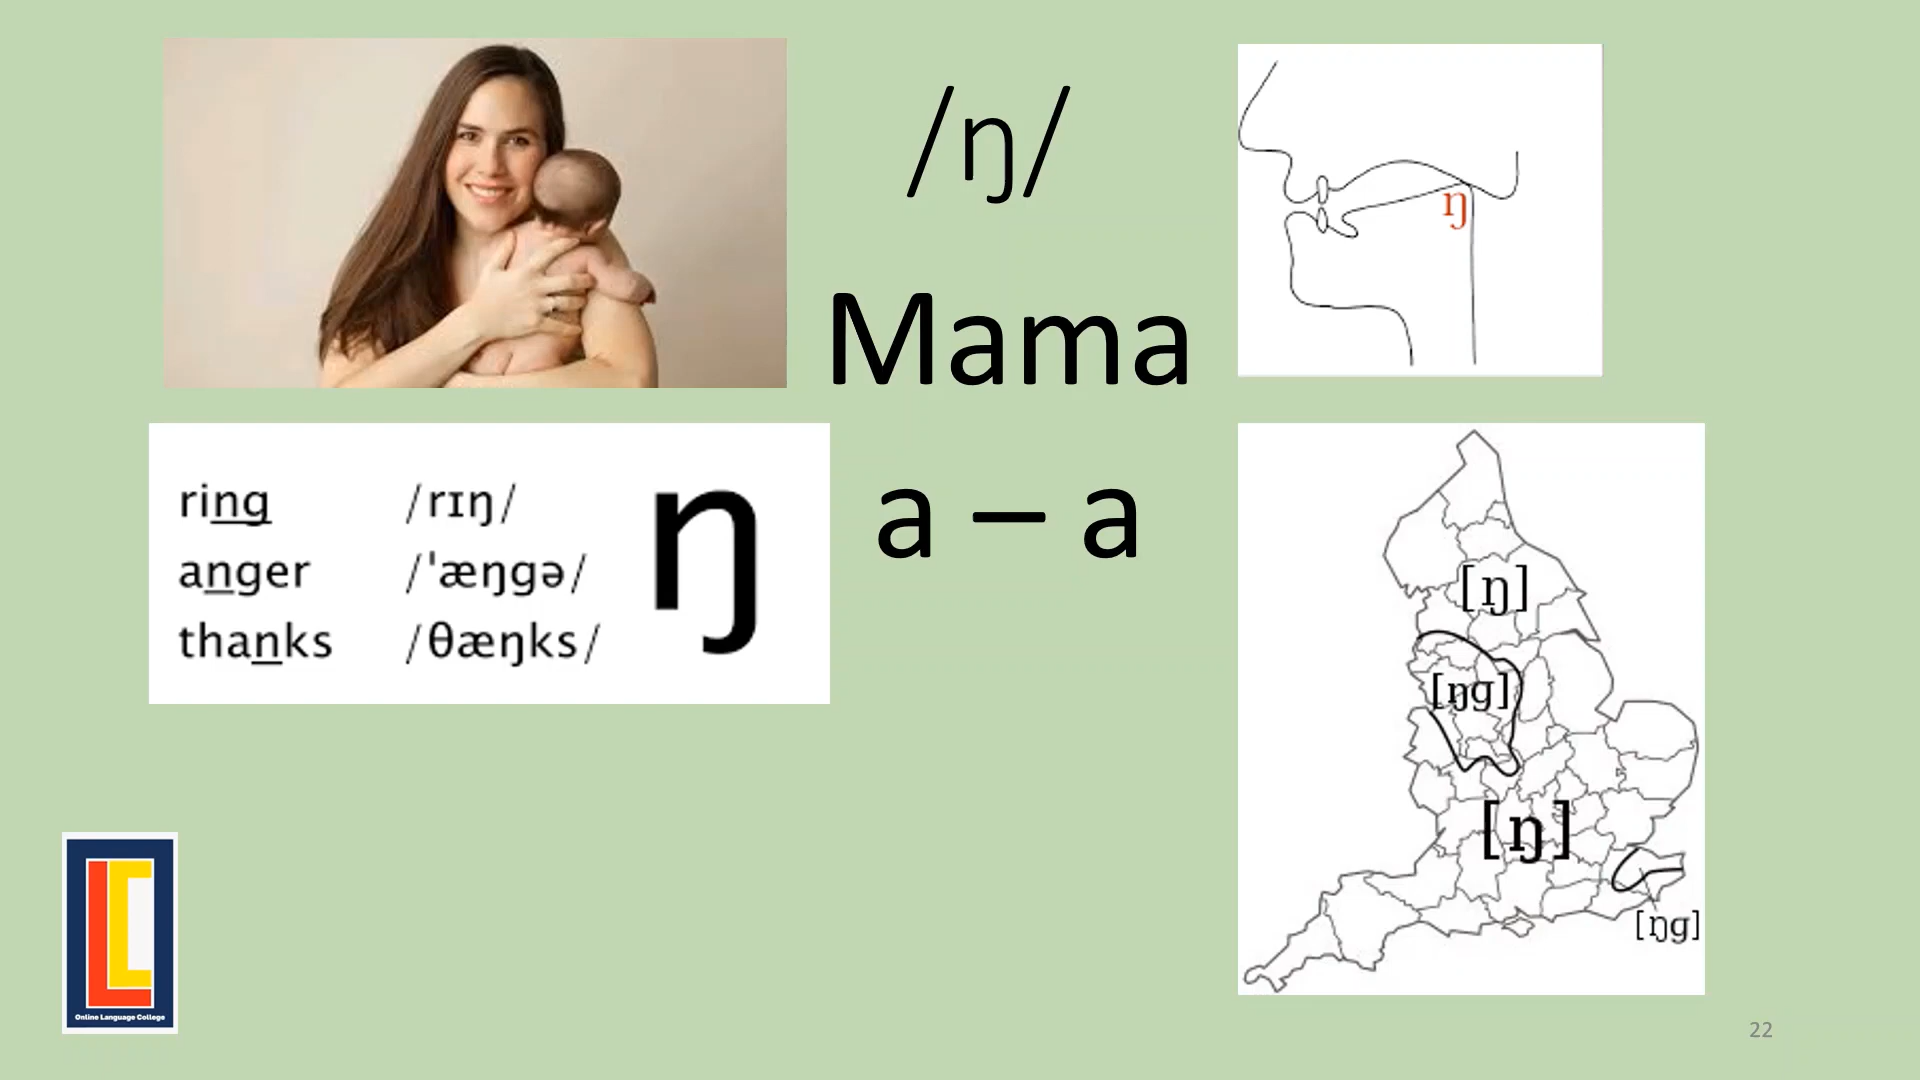 /ŋ/
Mama
a – a
ŋ
ring /rɪŋ/
anger /ˈæŋgə/
thanks /θæŋks/
ŋ
[ŋ]
[ŋg]
[ŋ]
[ŋg]
Online Language College
22